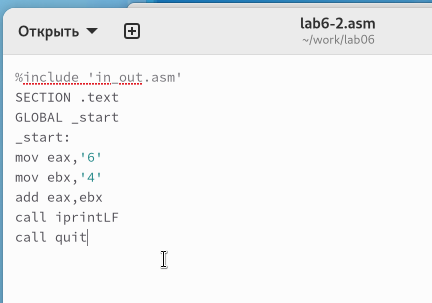 Открыть
lab6-2.asm
~/work/lab06
%include 'in_out.asm'
SECTION .text
GLOBAL _start
_start:
mov eax,'6'
mov ebx,'4'
add eax,ebx
call iprintLF
call quit